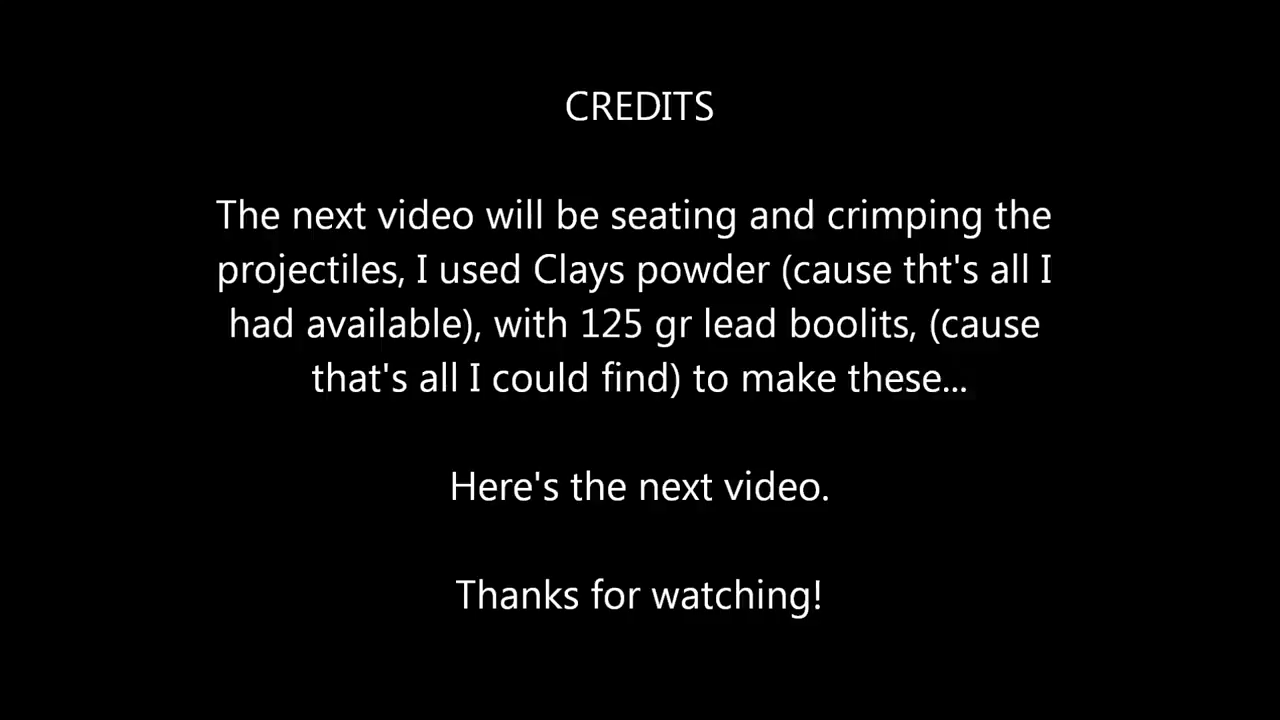 CREDITS
The next video will be seating and crimping the
projectiles, I used Clays powder (cause tht's all I
had available), with 125 gr lead boolits, (cause
that's all I could find) to make these...
Here's the next video.
Thanks for watching!